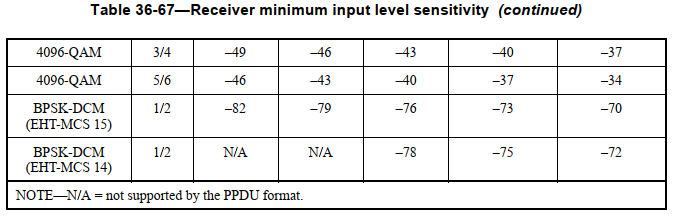 Table 36-67—Receiver minimum input level sensitivity (continued)
4096-QAM 3/4 –49 –46 –43 –40 –37
4096-QAM 5/6 –46 –43 –40 –37 –34
BPSK-DCM (EHT-MCS 15) 1/2 –82 –79 –76 –73 –70
BPSK-DCM (EHT-MCS 14) 1/2 N/A N/A –78 –75 –72
NOTE—N/A = not supported by the PPDU format.